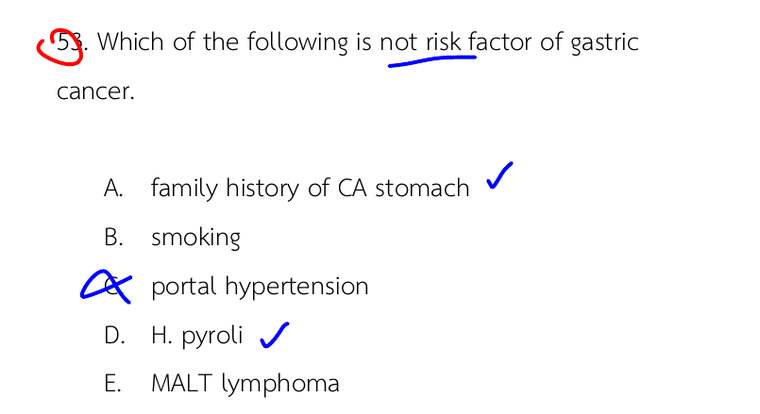 53. Which of the following is not risk factor of gastric
cancer.
A. family history of CA stomach
B. smoking
C. portal hypertension
D. H. pyroli
E. MALT lymphoma